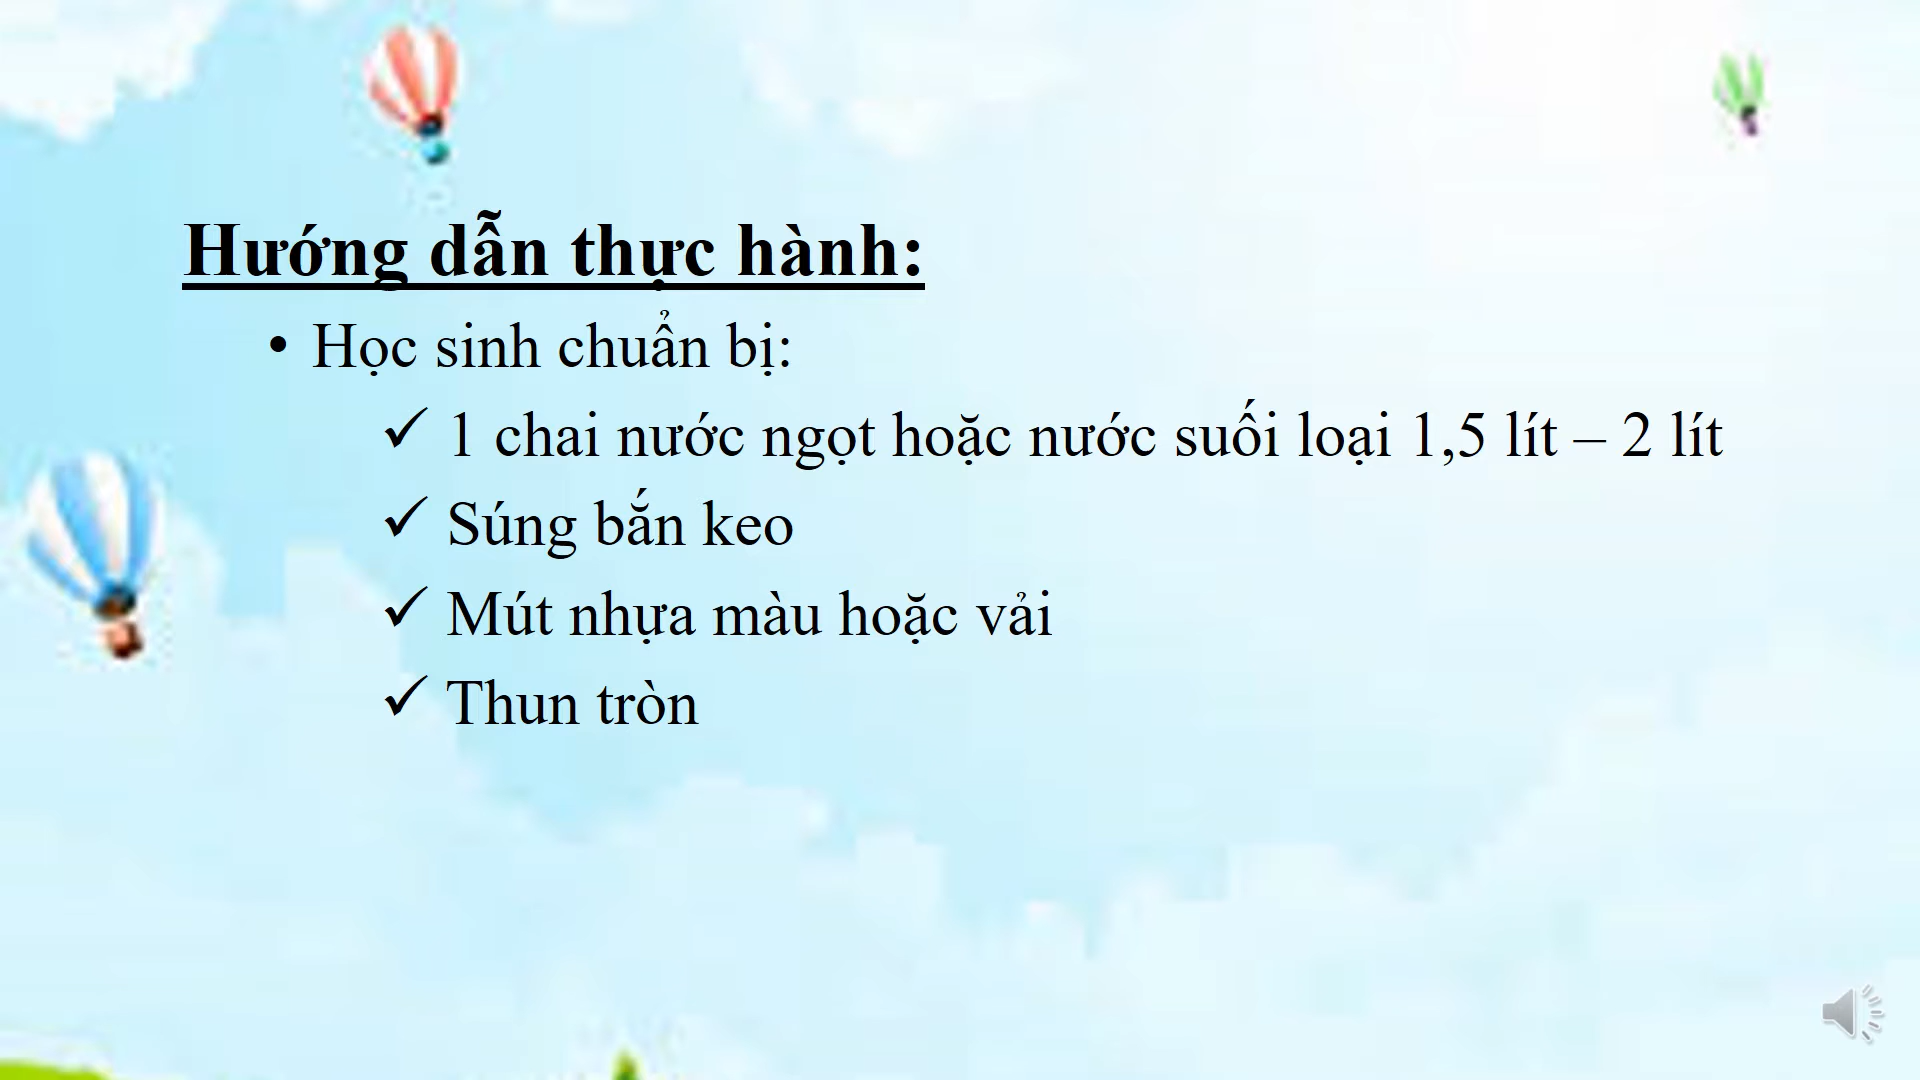 Hướng dẫn thực hành:
• Học sinh chuẩn bị:
✓ 1 chai nước ngọt hoặc nước suối loại 1,5 lít – 2 lít
✓ Súng bắn keo
✓ Mút nhựa màu hoặc vải
✓ Thun tròn